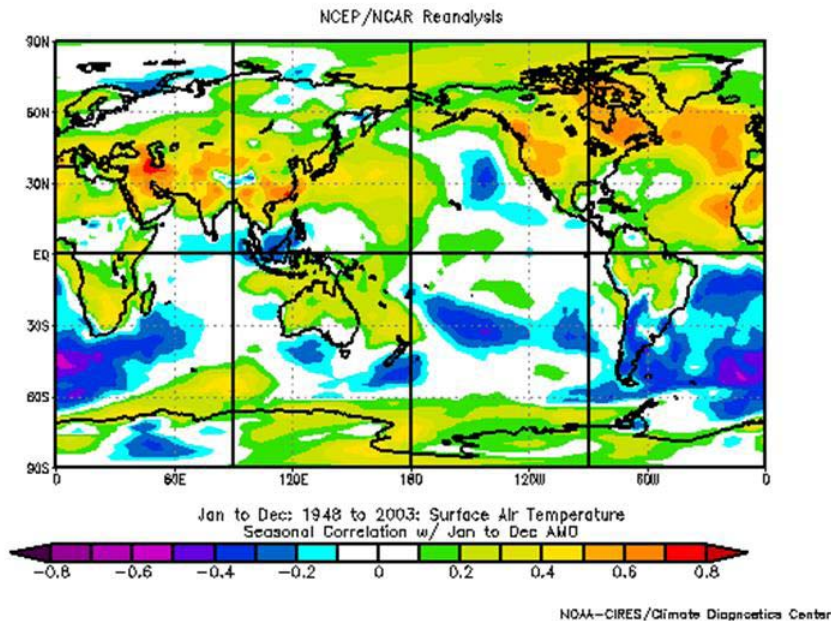 NCEP/NCAR Reanalysis
90N
60N
30N
EQ
30S
60S
90S
0 60E 120E 180 120W 60W 0
Jan to Dec: 1948 to 2003: Surface Air Temperature
Seasonal Correlation w/ Jan to Dec AMO
-0.8 -0.6 -0.4 -0.2 0 0.2 0.4 0.6 0.8
NOAA-CIRES/Climate Diagnostics Center